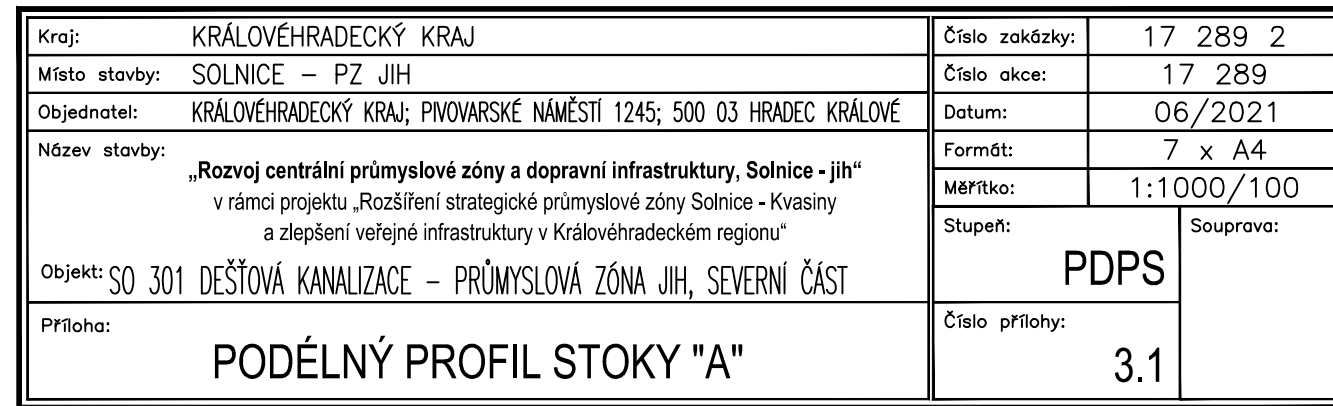 Kraj: KRÁLOVÉHRADECKÝ KRAJ
Místo stavby: SOLNICE – PZ JIH
Objednatel: KRÁLOVÉHRADECKÝ KRAJ; PIVOVARSKÉ NÁMĚSTÍ 1245; 500 03 HRADEC KRÁLOVÉ
Název stavby:
„Rozvoj centrální průmyslové zóny a dopravní infrastruktury, Solnice - jih“
v rámci projektu „Rozšíření strategické průmyslové zóny Solnice - Kvasiny
a zlepšení veřejné infrastruktury v Královéhradeckém regionu“
Objekt: SO 301 DEŠŤOVÁ KANALIZACE – PRŮMYSLOVÁ ZÓNA JIH, SEVERNÍ ČÁST
Příloha:
PODÉLNÝ PROFIL STOKY "A"
Číslo zakázky: 17 289 2
Číslo akce: 17 289
Datum: 06/2021
Formát: 7 x A4
Měřítko: 1:1000/100
Stupeň:
PDPS
Souprava:
Číslo přílohy:
3.1